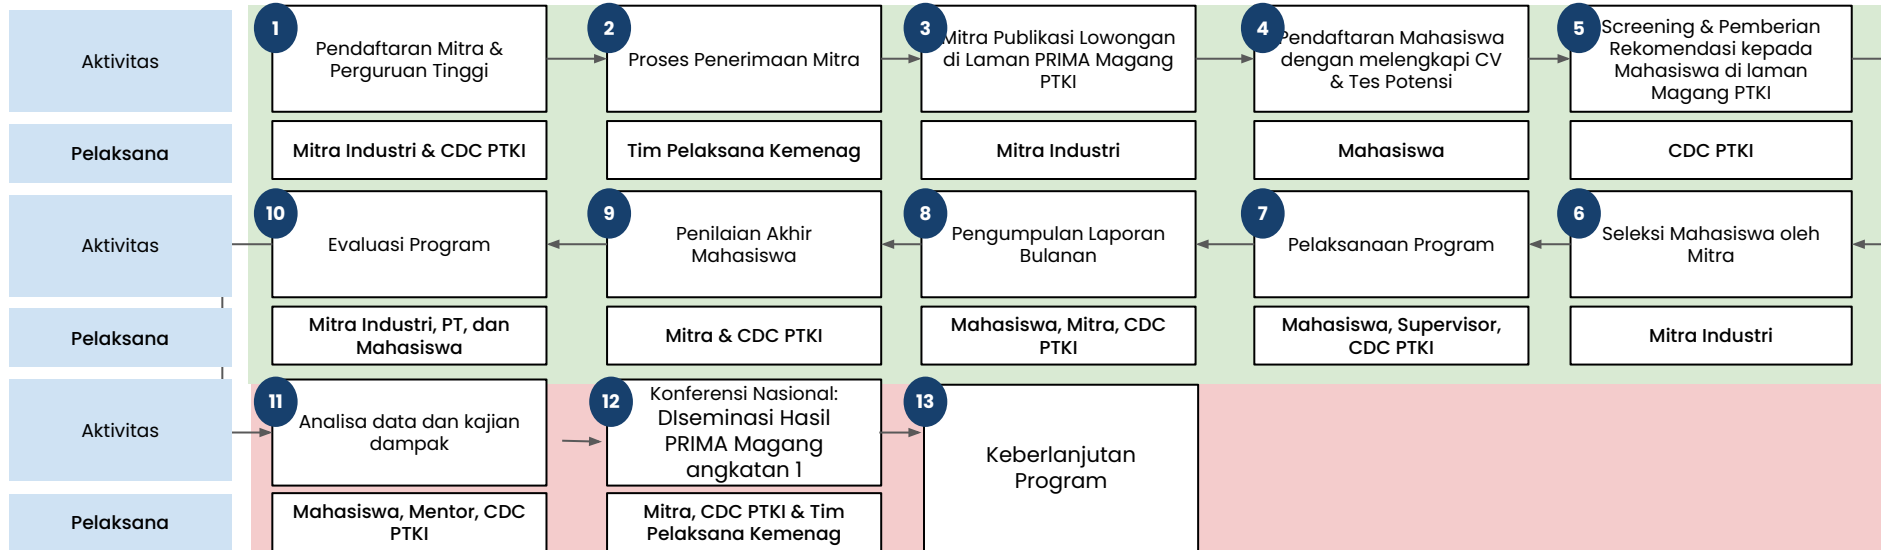 Aktivitas
1
Pendaftaran Mitra &
Perguruan Tinggi
2
Proses Penerimaan Mitra
3
Mitra Publikasi Lowongan
di Laman PRIMA Magang
PTKI
4
Pendaftaran Mahasiswa
dengan melengkapi CV
& Tes Potensi
5
Screening & Pemberian
Rekomendasi kepada
Mahasiswa di laman
Magang PTKI
Pelaksana
Mitra Industri & CDC PTKI
Tim Pelaksana Kemenag
Mitra Industri
Mahasiswa
CDC PTKI
Aktivitas
10
Evaluasi Program
9
Penilaian Akhir
Mahasiswa
8
Pengumpulan Laporan
Bulanan
7
Pelaksanaan Program
6
Seleksi Mahasiswa oleh
Mitra
Pelaksana
Mitra Industri, PT, dan
Mahasiswa
Mitra & CDC PTKI
Mahasiswa, Mitra, CDC
PTKI
Mahasiswa, Supervisor,
CDC PTKI
Mitra Industri
Aktivitas
11
Analisa data dan kajian
dampak
12
Konferensi Nasional:
DIseminasi Hasil
PRIMA Magang
angkatan 1
13
Keberlanjutan
Program
Pelaksana
Mahasiswa, Mentor, CDC
PTKI
Mitra, CDC PTKI & Tim
Pelaksana Kemenag